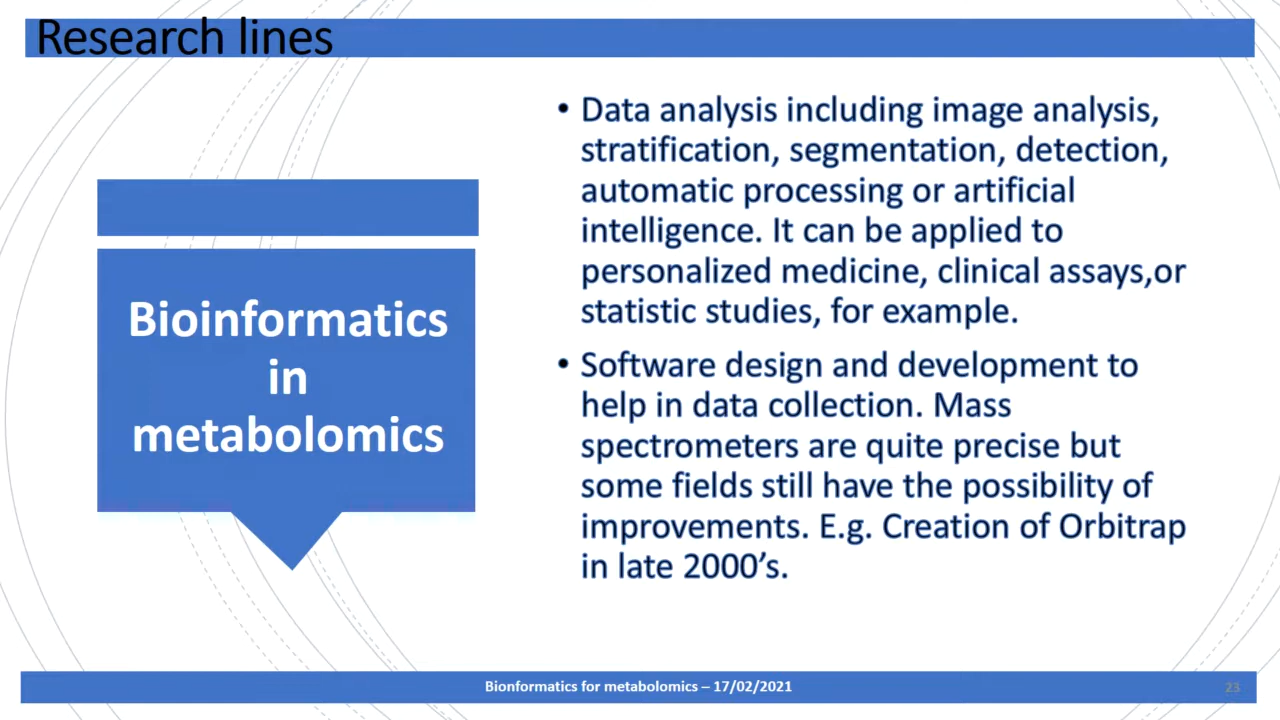 Research lines
Bioinformatics
in
metabolomics
• Data analysis including image analysis,
stratification, segmentation, detection,
automatic processing or artificial
intelligence. It can be applied to
personalized medicine, clinical assays,or
statistic studies, for example.
• Software design and development to
help in data collection. Mass
spectrometers are quite precise but
some fields still have the possibility of
improvements. E.g. Creation of Orbitrap
in late 2000’s.
Bionformatics for metabolomics – 17/02/2021
23